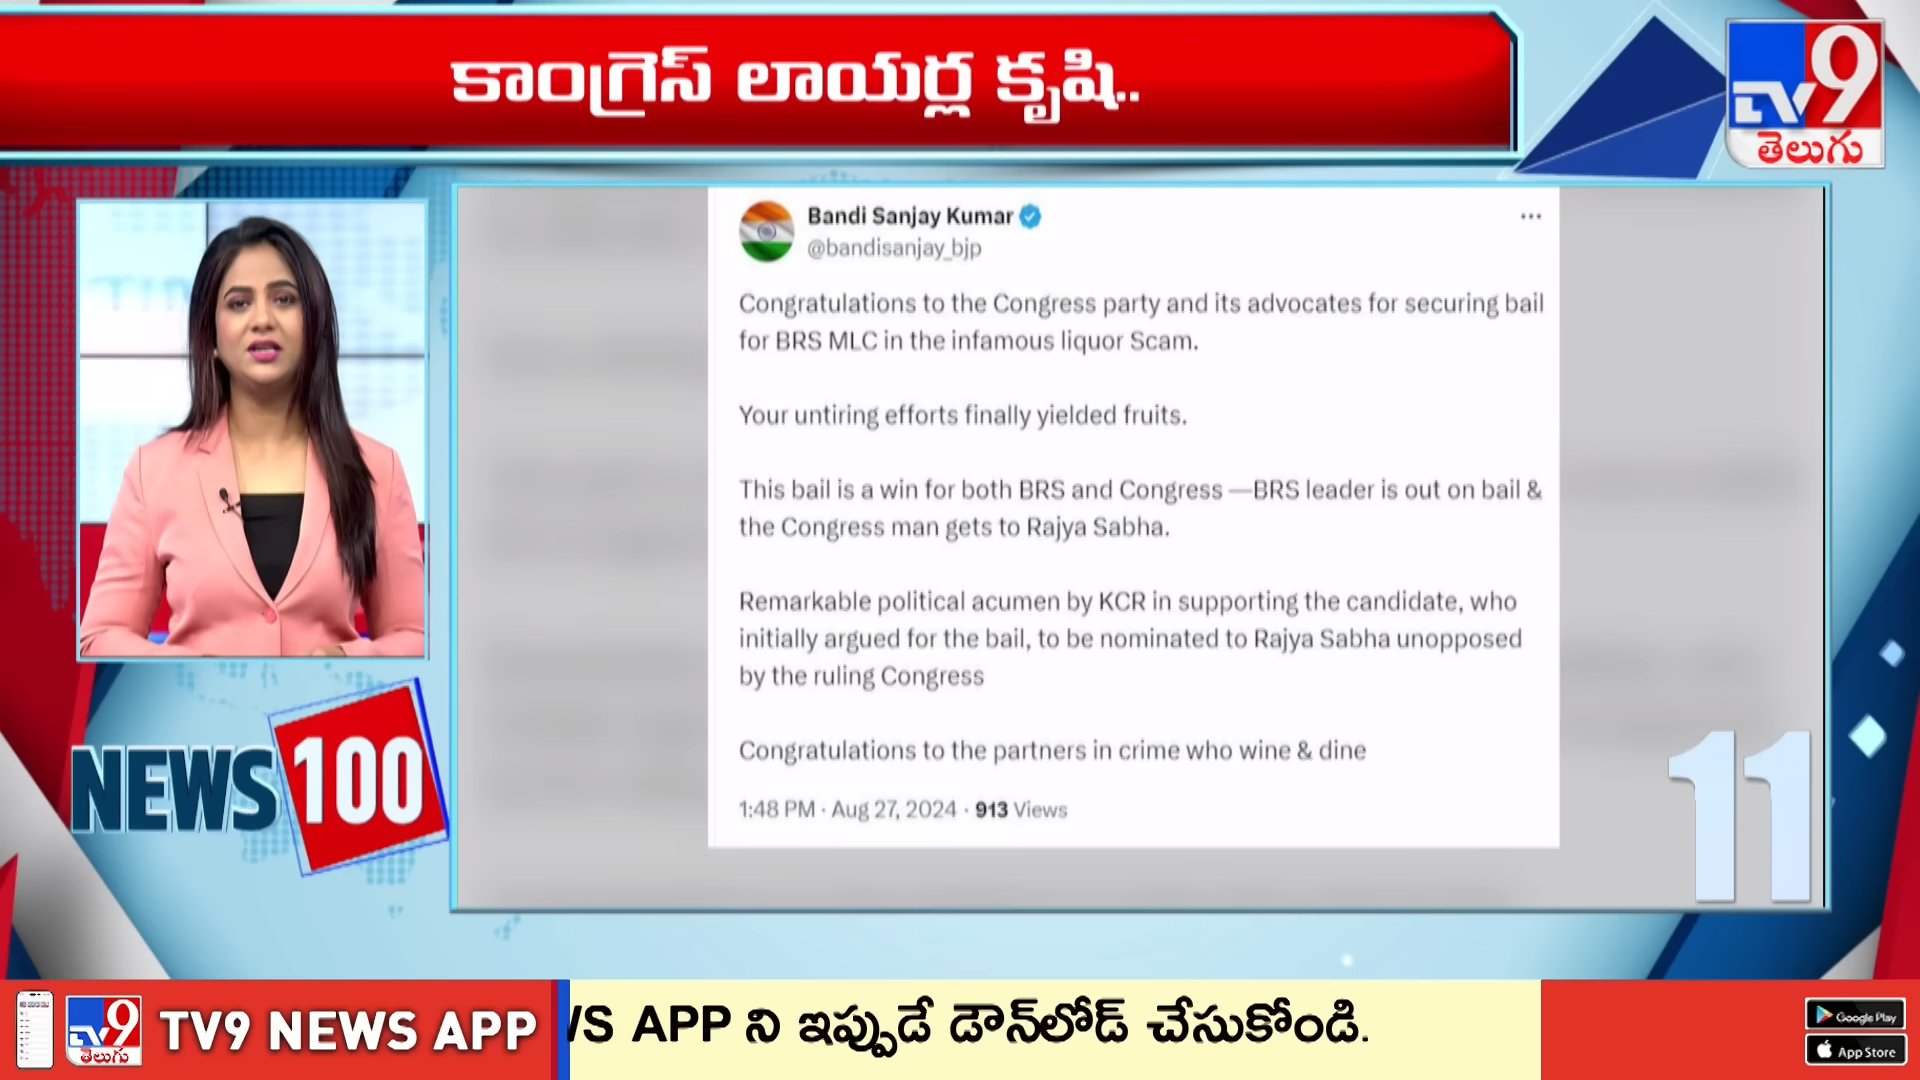 కాంగ్రెస్ లాయర్ల కృషి..
TV9
తెలుగు
Bandi Sanjay Kumar
@bandisanjay_bjp
Congratulations to the Congress party and its advocates for securing bail
for BRS MLC in the infamous liquor Scam.
Your untiring efforts finally yielded fruits.
This bail is a win for both BRS and Congress —BRS leader is out on bail &
the Congress man gets to Rajya Sabha.
Remarkable political acumen by KCR in supporting the candidate, who
initially argued for the bail, to be nominated to Rajya Sabha unopposed
by the ruling Congress
Congratulations to the partners in crime who wine & dine
1:48 PM · Aug 27, 2024 · 913 Views
NEWS 100
11
TV9
తెలుగు
TV9 NEWS APP
WS APP ని ఇప్పుడే డౌన్‌లోడ్ చేసుకోండి.
Google Play
App Store